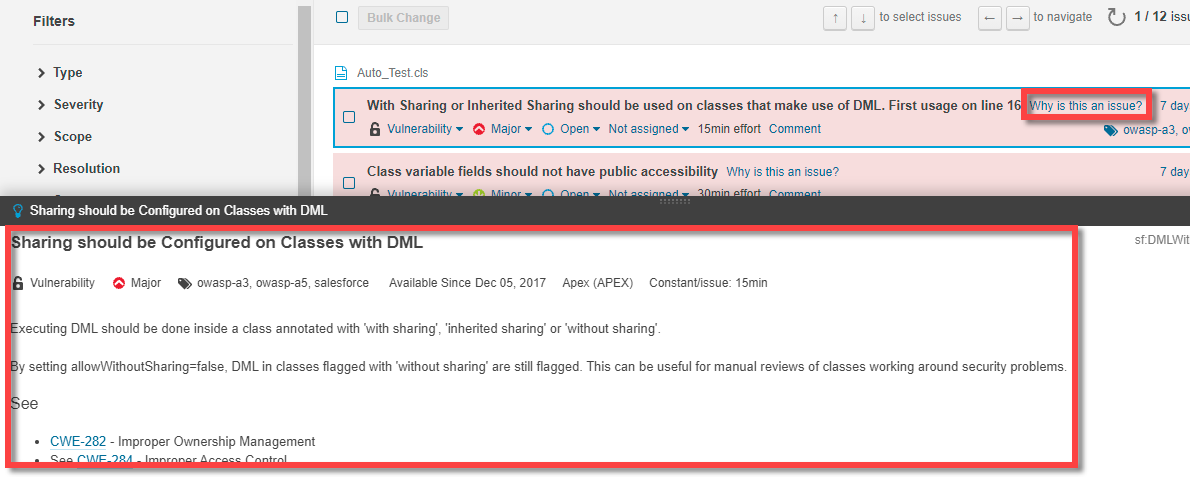 Filters
Bulk Change
↑ ↓ to select issues ← → to navigate 1 / 12 issu
Type
Severity
Scope
Resolution
Auto_Test.cls
With Sharing or Inherited Sharing should be used on classes that make use of DML. First usage on line 16 Why is this an issue? 7 day
Vulnerability Major Open Not assigned 15min effort Comment owasp-a3, o
Class variable fields should not have public accessibility Why is this an issue? 7 day
Vulnerability Minor Open Not assigned 30min effort Comment
Sharing should be Configured on Classes with DML
Sharing should be Configured on Classes with DML sf:DMLWit
Vulnerability Major owasp-a3, owasp-a5, salesforce Available Since Dec 05, 2017 Apex (APEX) Constant/issue: 15min
Executing DML should be done inside a class annotated with 'with sharing', 'inherited sharing' or 'without sharing'.
By setting allowWithoutSharing=false, DML in classes flagged with 'without sharing' are still flagged. This can be useful for manual reviews of classes working around security problems.
See
• CWE-282 - Improper Ownership Management
• See CWE-284 - Improper Access Control